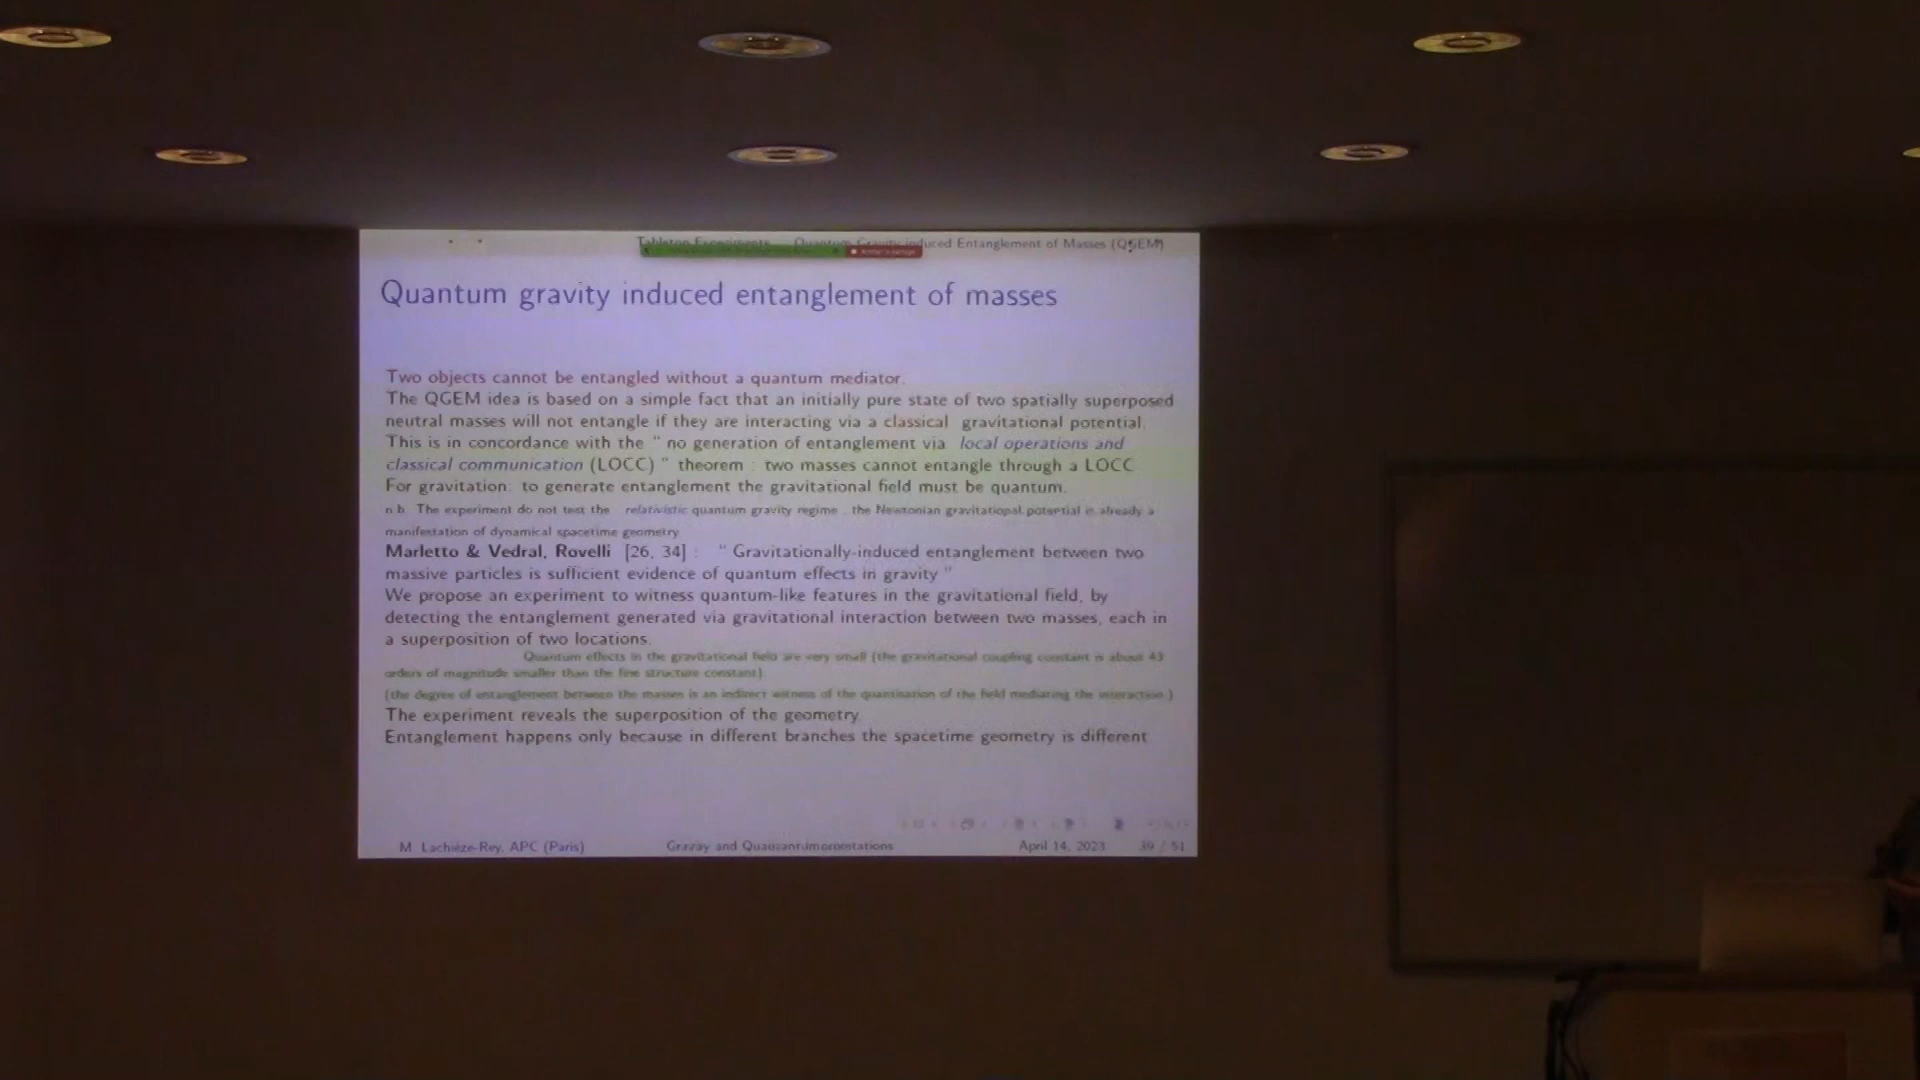 Tabletop Experiments Quantum Gravity induced Entanglement of Masses (QGEM)
Quantum gravity induced entanglement of masses
Two objects cannot be entangled without a quantum mediator.
The QGEM idea is based on a simple fact that an initially pure state of two spatially superposed
neutral masses will not entangle if they are interacting via a classical gravitational potential.
This is in concordance with the " no generation of entanglement via local operations and
classical communication (LOCC) " theorem : two masses cannot entangle through a LOCC
For gravitation: to generate entanglement the gravitational field must be quantum.
n.b. The experiment do not test the relativistic quantum gravity regime , the Newtonian gravitational potential is already a
manifestation of dynamical spacetime geometry
Marletto & Vedral, Rovelli [26, 34] : " Gravitationally-induced entanglement between two
massive particles is sufficient evidence of quantum effects in gravity "
We propose an experiment to witness quantum-like features in the gravitational field, by
detecting the entanglement generated via gravitational interaction between two masses, each in
a superposition of two locations.
Quantum effects in the gravitational field are very small (the gravitational coupling constant is about 43
orders of magnitude smaller than the fine structure constant)
(the degree of entanglement between the masses is an indirect witness of the quantisation of the field mediating the interaction.)
The experiment reveals the superposition of the geometry
Entanglement happens only because in different branches the spacetime geometry is different
M. Lachièze-Rey, APC (Paris) April 14, 2023 39 / 51